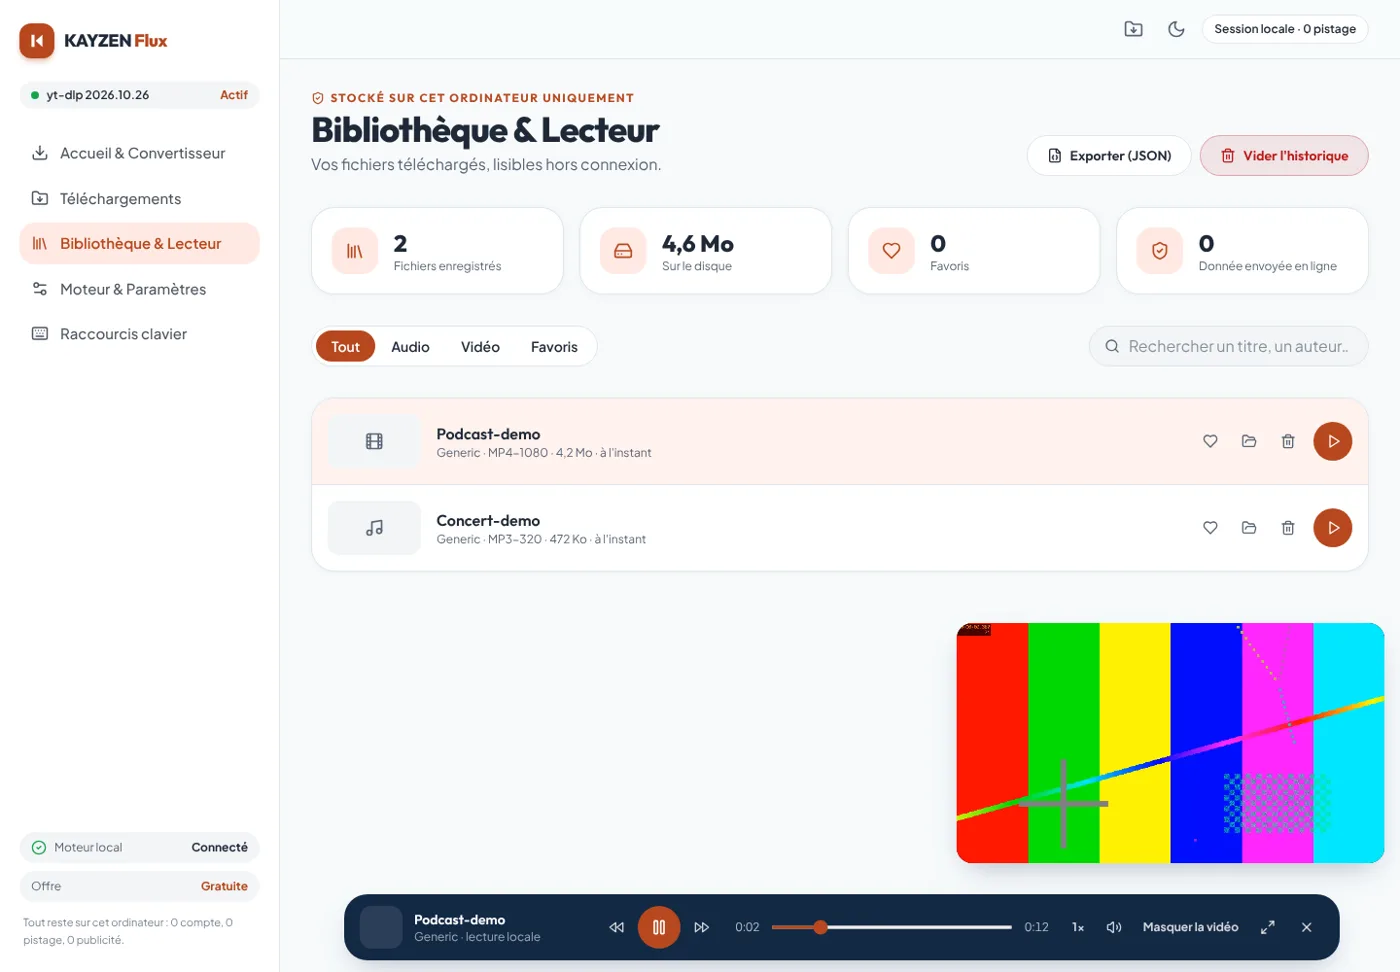 KAYZEN Flux
Session locale · 0 pistage
yt-dlp 2026.10.26
Actif
Accueil & Convertisseur
Téléchargements
Bibliothèque & Lecteur
Moteur & Paramètres
Raccourcis clavier
STOCKÉ SUR CET ORDINATEUR UNIQUEMENT
Bibliothèque & Lecteur
Vos fichiers téléchargés, lisibles hors connexion.
Exporter (JSON)
Vider l'historique
2
Fichiers enregistrés
4,6 Mo
Sur le disque
0
Favoris
0
Donnée envoyée en ligne
Tout
Audio
Vidéo
Favoris
Rechercher un titre, un auteur..
Podcast-demo
Generic · MP4-1080 · 4,2 Mo · à l'instant
Concert-demo
Generic · MP3-320 · 472 Ko · à l'instant
Moteur local
Connecté
Offre
Gratuite
Tout reste sur cet ordinateur : 0 compte, 0
pistage, 0 publicité.
Podcast-demo
Generic · lecture locale
0:02
0:12
1×
Masquer la vidéo